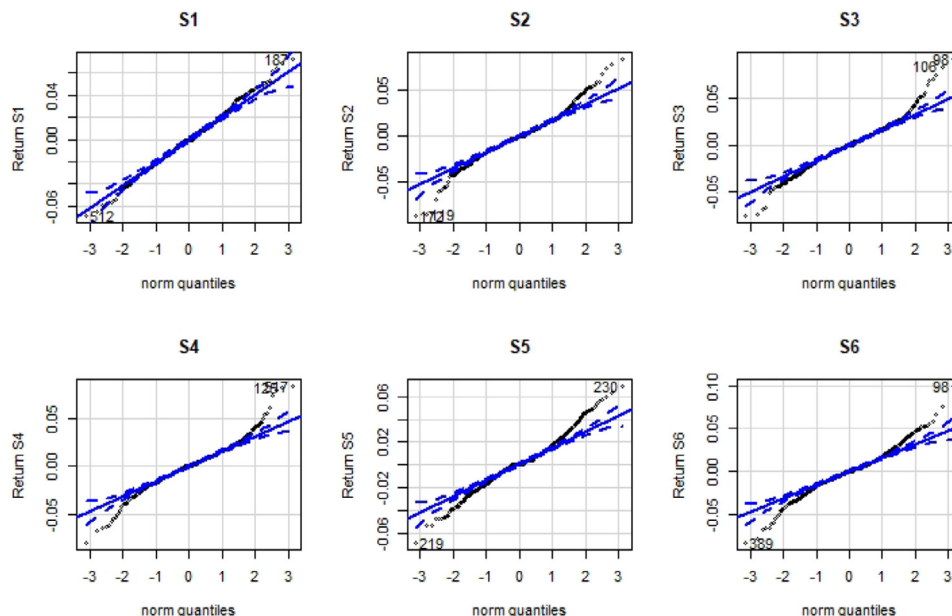 S1
Return S1
0.04
0.00
-0.06
187
512
-3 -2 -1 0 1 2 3
norm quantiles
S2
Return S2
0.05
0.00
-0.05
119
-3 -2 -1 0 1 2 3
norm quantiles
S3
Return S3
0.05
0.00
-0.05
98
106
-3 -2 -1 0 1 2 3
norm quantiles
S4
Return S4
0.05
0.00
-0.05
-3 -2 -1 0 1 2 3
norm quantiles
S5
Return S5
0.06
0.02
-0.02
-0.06
230
219
-3 -2 -1 0 1 2 3
norm quantiles
S6
Return S6
0.10
0.05
0.00
-0.05
98
389
-3 -2 -1 0 1 2 3
norm quantiles